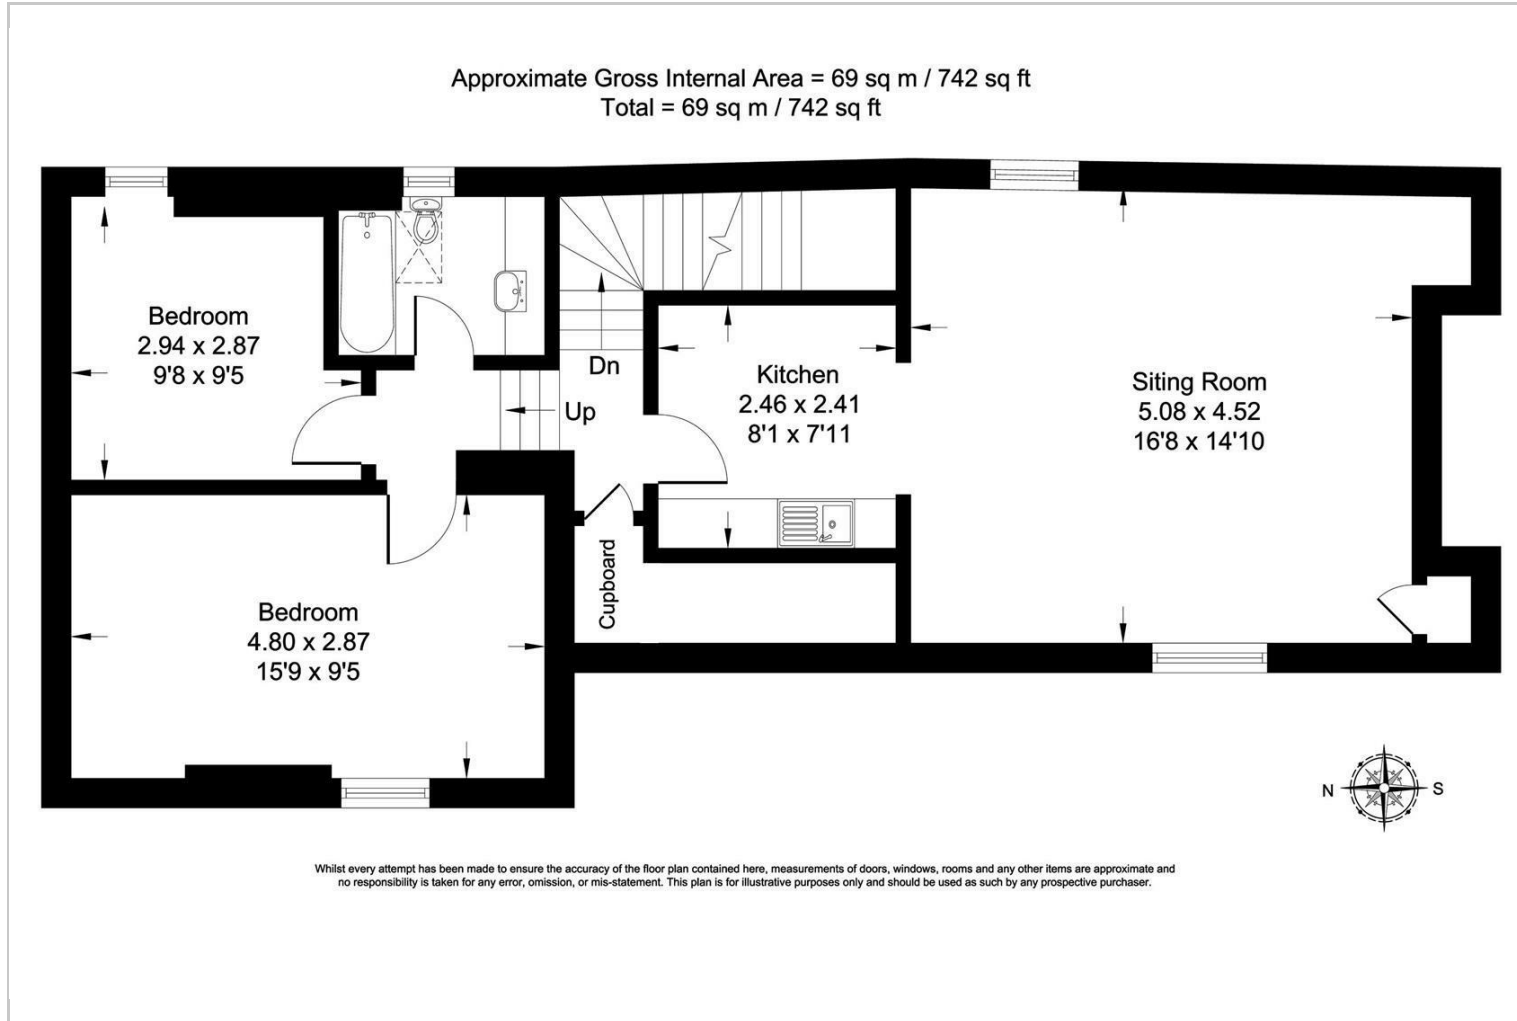 Approximate Gross Internal Area = 69 sq m / 742 sq ft
Total = 69 sq m / 742 sq ft
Bedroom
2.94 x 2.87
9'8 x 9'5
Dn
Up
Kitchen
2.46 x 2.41
8'1 x 7'11
Siting Room
5.08 x 4.52
16'8 x 14'10
Cupboard
Bedroom
4.80 x 2.87
15'9 x 9'5
N
S
Whilst every attempt has been made to ensure the accuracy of the floor plan contained here, measurements of doors, windows, rooms and any other items are approximate and
no responsibility is taken for any error, omission, or mis-statement. This plan is for illustrative purposes only and should be used as such by any prospective purchaser.